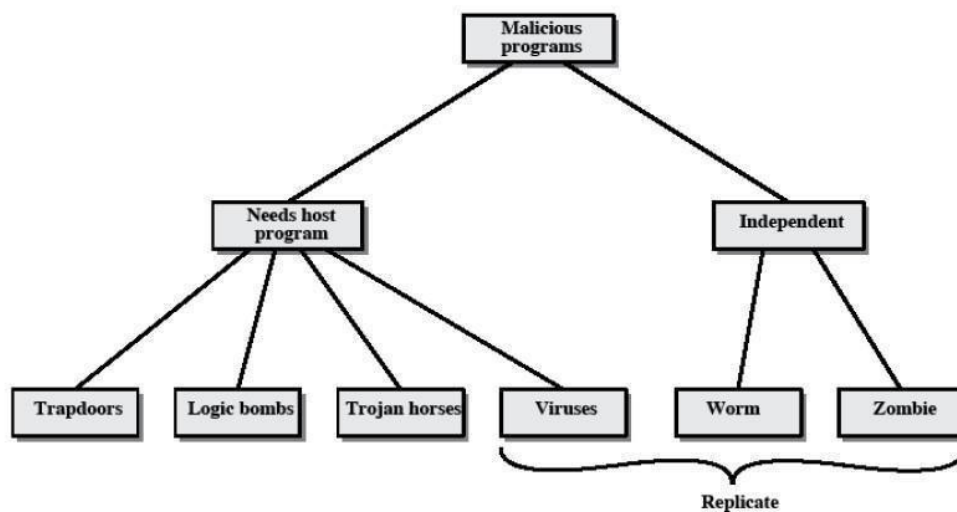 Malicious
programs
Needs host
program
Independent
Trapdoors
Logic bombs
Trojan horses
Viruses
Worm
Zombie
Replicate